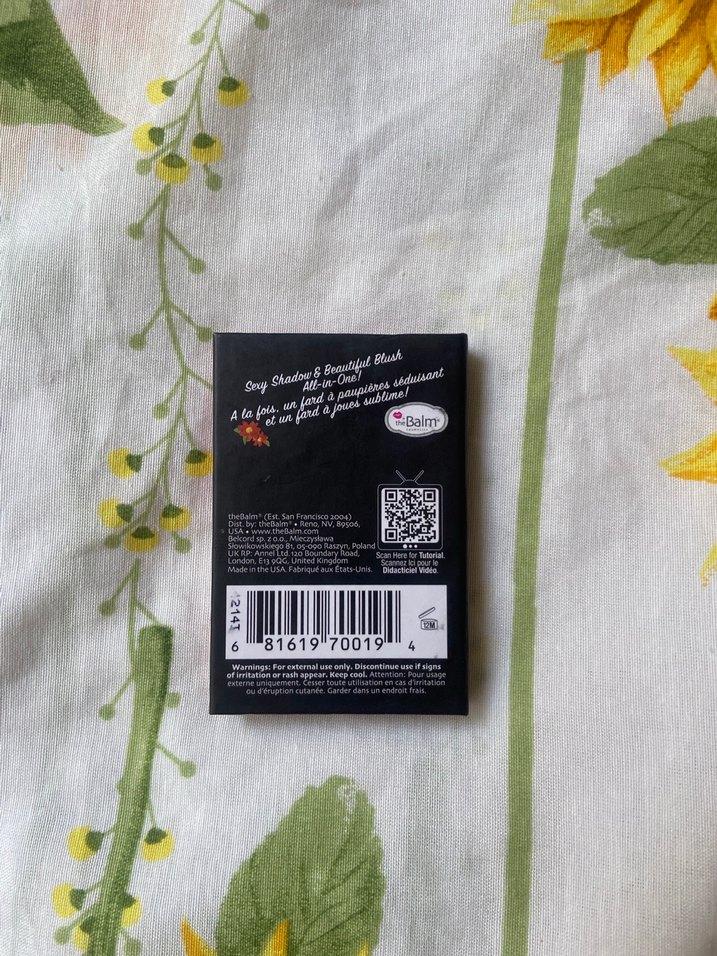 Sexy Shadow & Beautiful Blush
All-in-One!
A la fois, un fard à paupières séduisant
et un fard à joues sublime!
theBalm®
COSMETICS
theBalm® (Est. San Francisco 2004)
Dist. by: theBalm® • Reno, NV, 89506,
USA • www.theBalm.com
Belcord sp. z o.o., Mieczysława
Słowikowskiego 81, 05-090 Raszyn, Poland
UK RP: Annel Ltd. 120 Boundary Road,
London, E13 9QG, United Kingdom
Made in the USA. Fabriqué aux États-Unis.
Scan Here for Tutorial.
Scannez Ici pour le
Didacticiel Vidéo.
2141
6 81619 70019 4
12M
Warnings: For external use only. Discontinue use if signs
of irritation or rash appear. Keep cool. Attention: Pour usage
externe uniquement. Cesser toute utilisation en cas d'irritation
ou d'éruption cutanée. Garder dans un endroit frais.